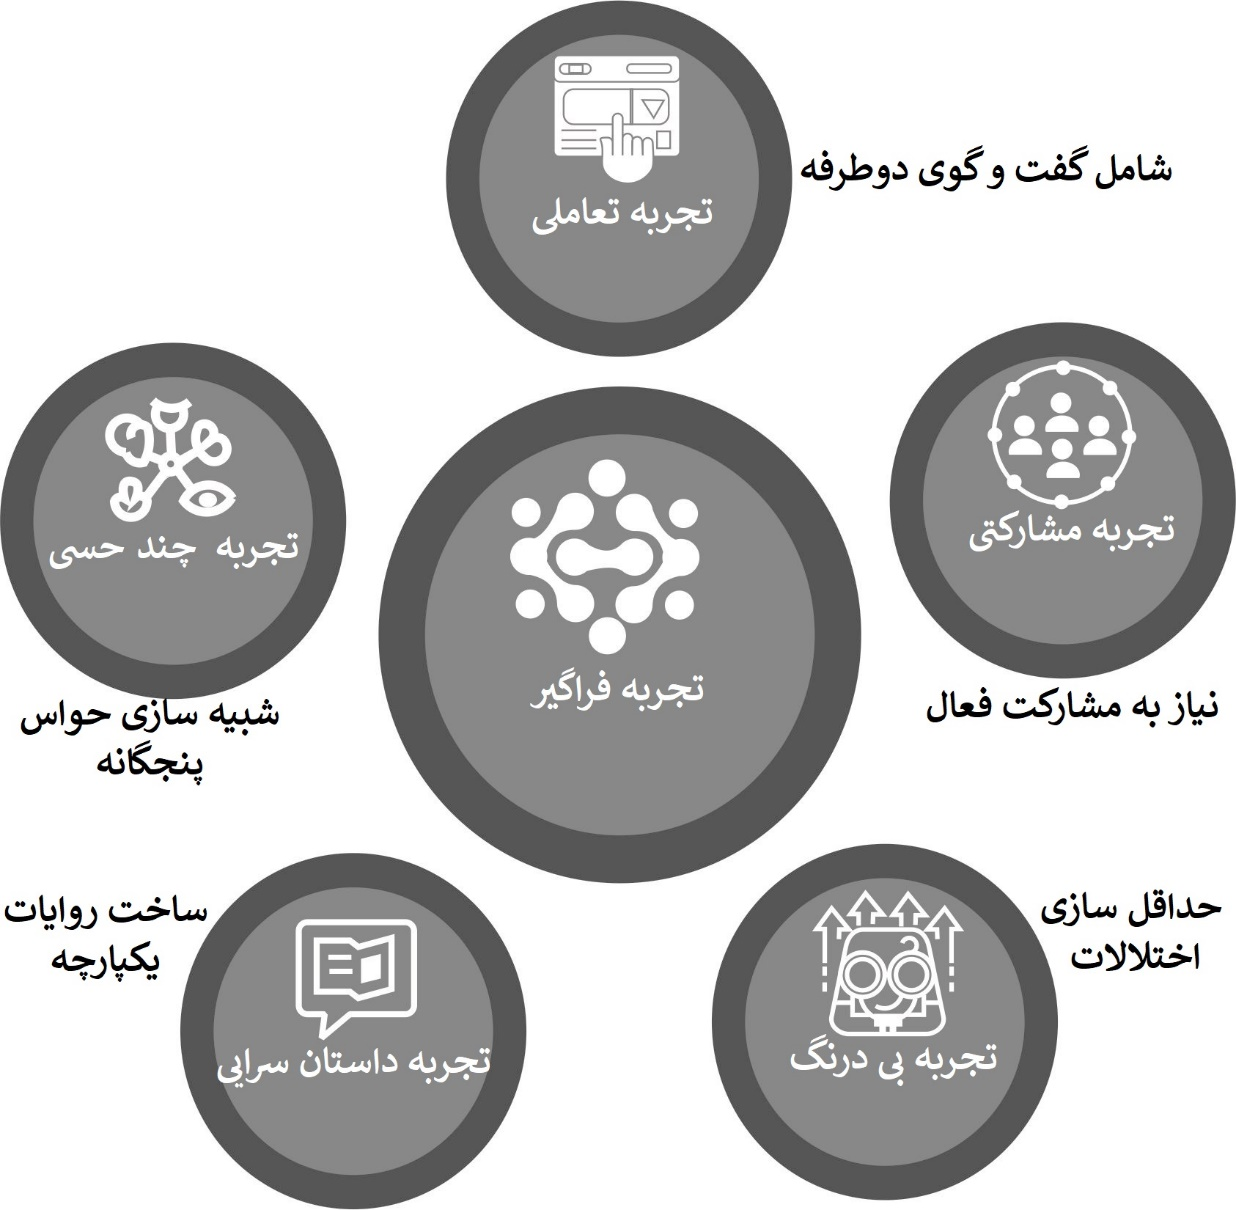 تجربه تعاملی
شامل گفت و گوی دوطرفه
تجربه مشارکتی
نیاز به مشارکت فعال
تجربه چند حسی
شبیه سازی حواس
پنجگانه
تجربه فراگیر
حداقل سازی
اختلالات
تجربه بی درنگ
ساخت روایات
یکپارچه
تجربه داستان سرایی